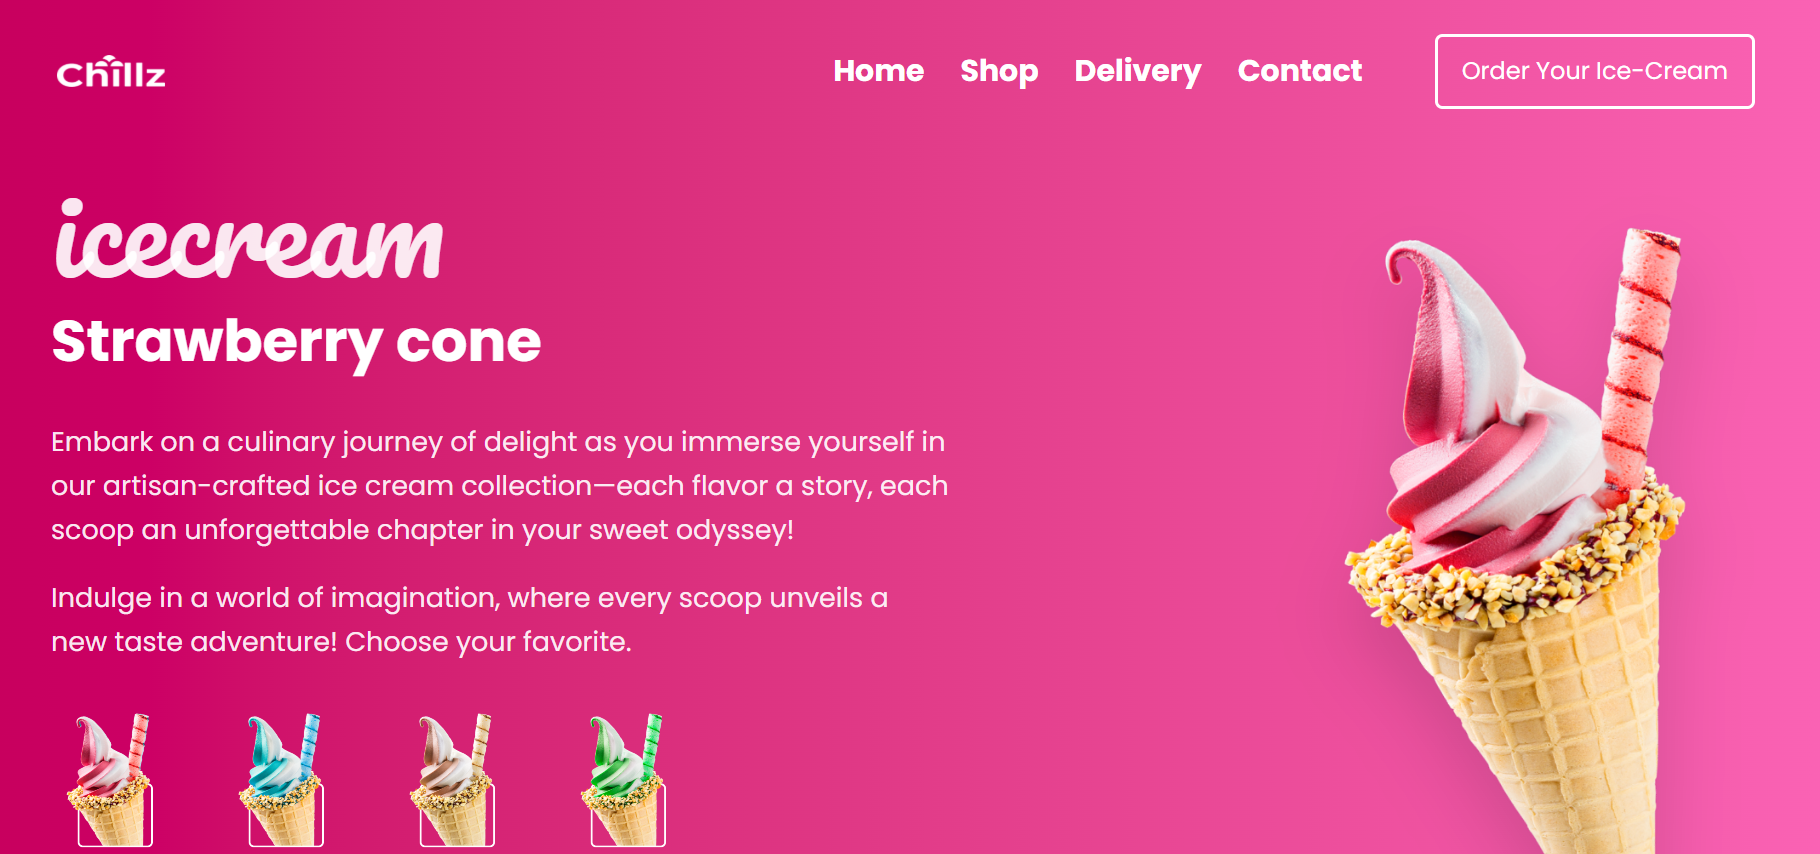 Chillz
Home Shop Delivery Contact Order Your Ice-Cream
icecream
Strawberry cone
Embark on a culinary journey of delight as you immerse yourself in
our artisan-crafted ice cream collection—each flavor a story, each
scoop an unforgettable chapter in your sweet odyssey!
Indulge in a world of imagination, where every scoop unveils a
new taste adventure! Choose your favorite.